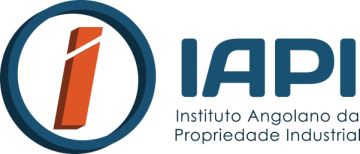 i
IAPI
Instituto Angolano da
Propriedade Industrial